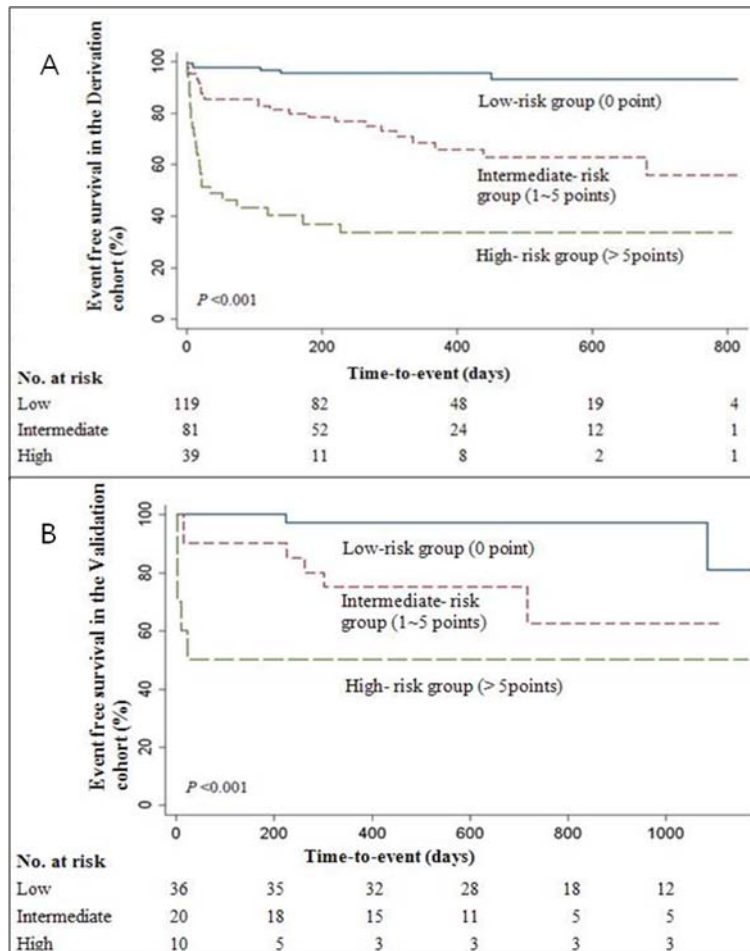 A
Event free survival in the Derivation
cohort (%)
100
80
60
40
20
0
Low-risk group (0 point)
Intermediate- risk
group (1~5 points)
High- risk group (> 5points)
P <0.001
0 200 400 600 800
Time-to-event (days)
No. at risk
Low 119 82 48 19 4
Intermediate 81 52 24 12 1
High 39 11 8 2 1
B
Event free survival in the Validation
cohort (%)
100
80
60
40
20
0
Low-risk group (0 point)
Intermediate- risk
group (1~5 points)
High- risk group (> 5points)
P <0.001
0 200 400 600 800 1000
Time-to-event (days)
No. at risk
Low 36 35 32 28 18 12
Intermediate 20 18 15 11 5 5
High 10 5 3 3 3 3